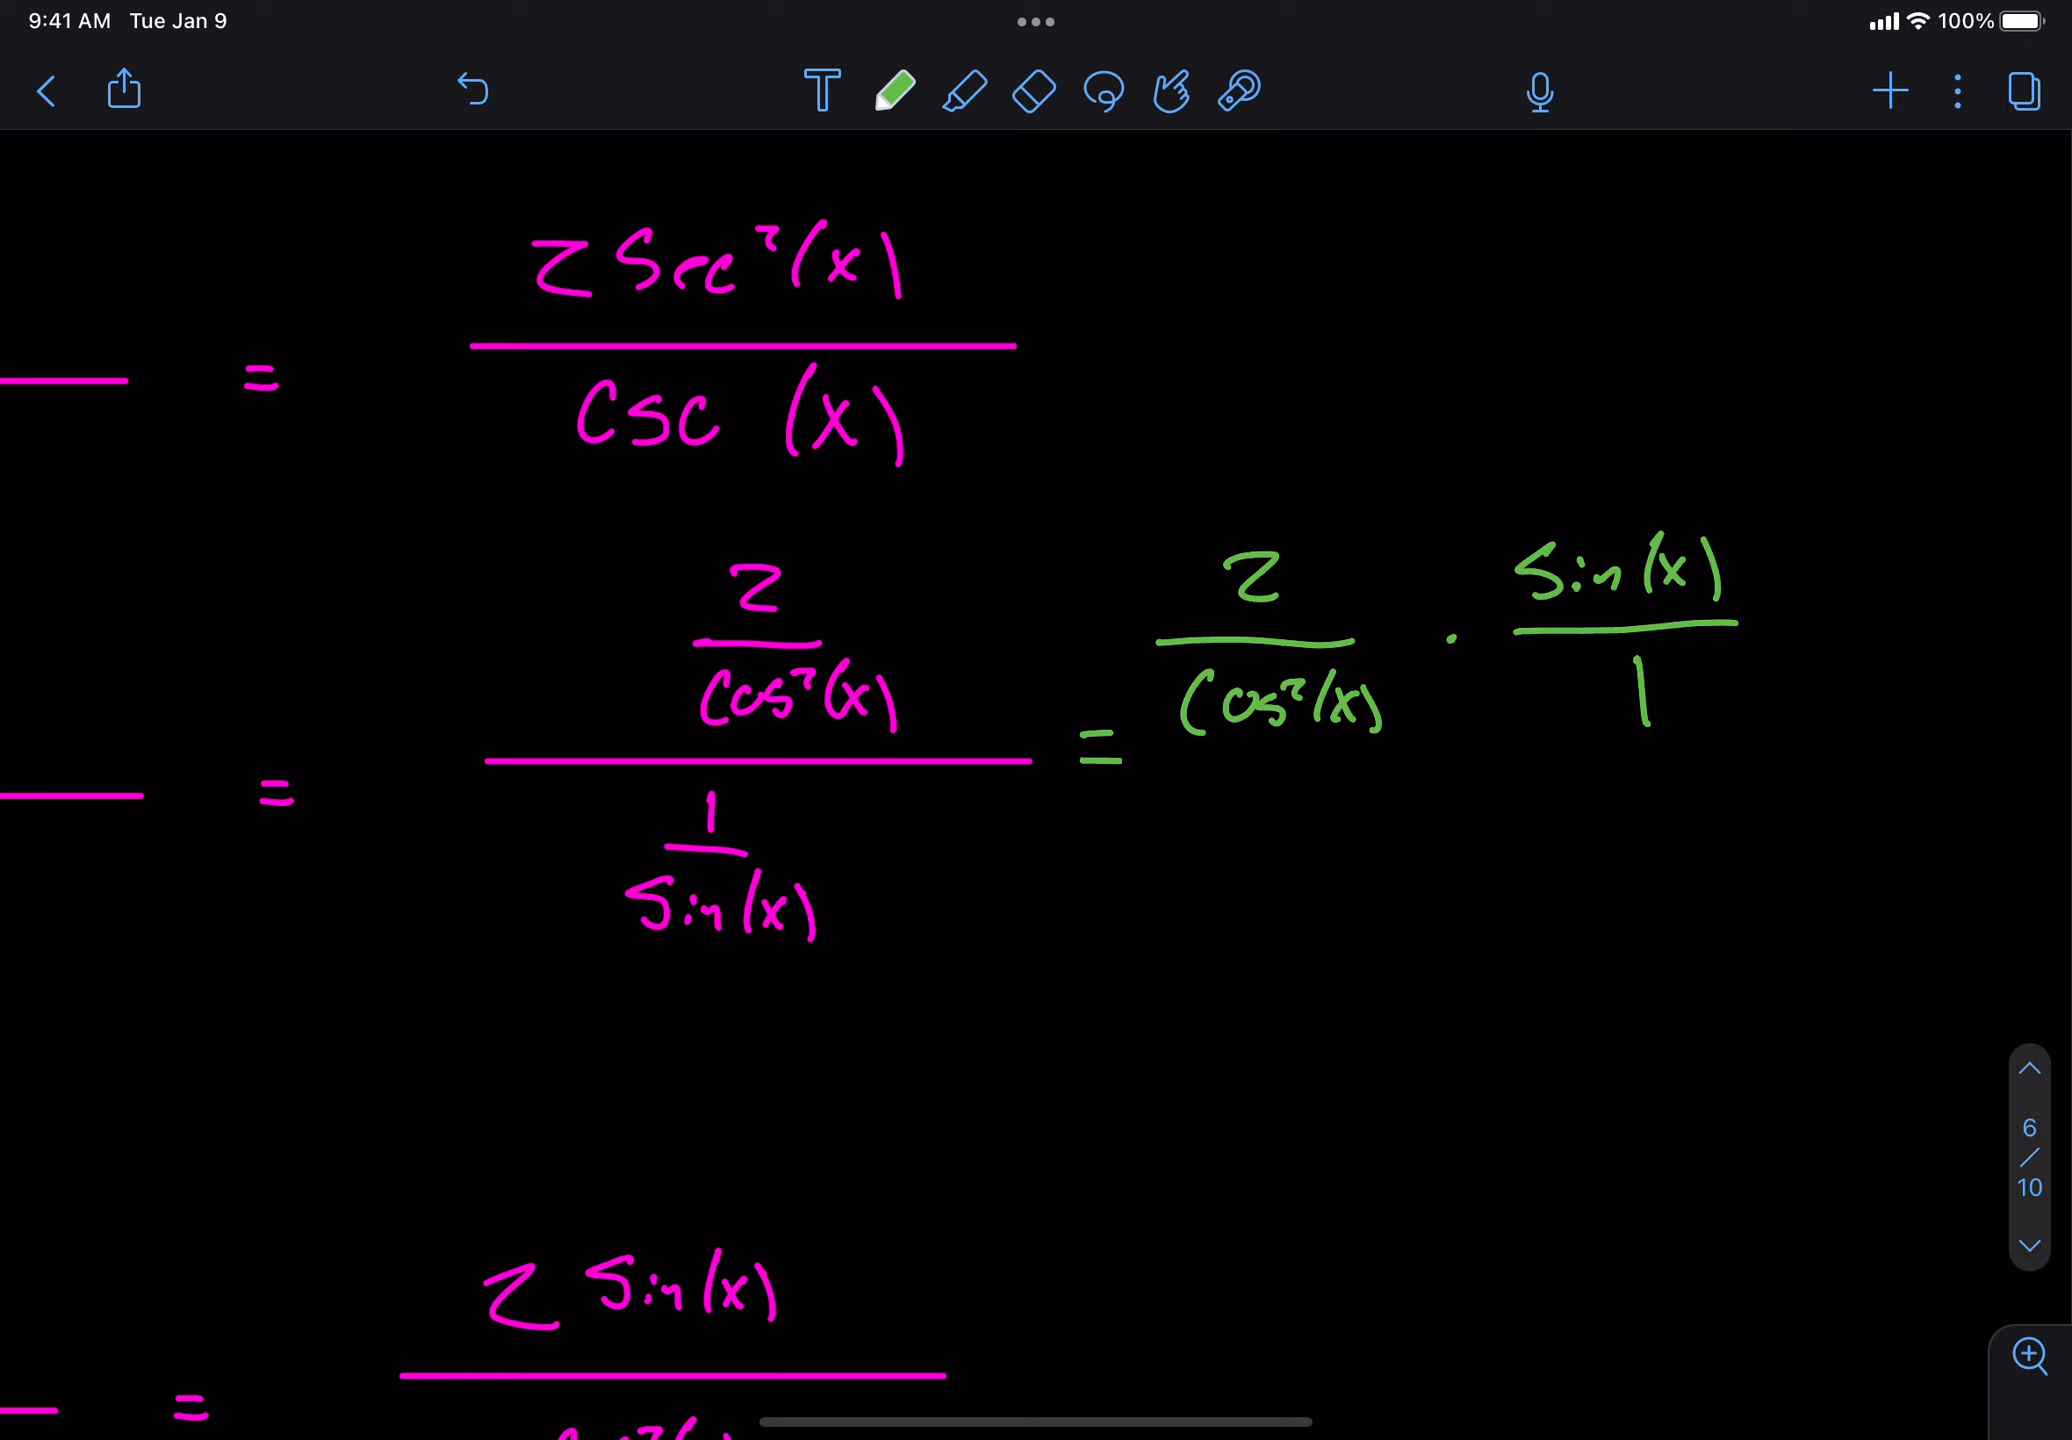 9:41 AM Tue Jan 9
100%
T
2 Sec²(x)
=
Csc (x)
2
Cos²(x)
=
1
Sin(x)
=
2
Cos²(x)
·
Sin(x)
1
6
/
10
2 Sin(x)
=